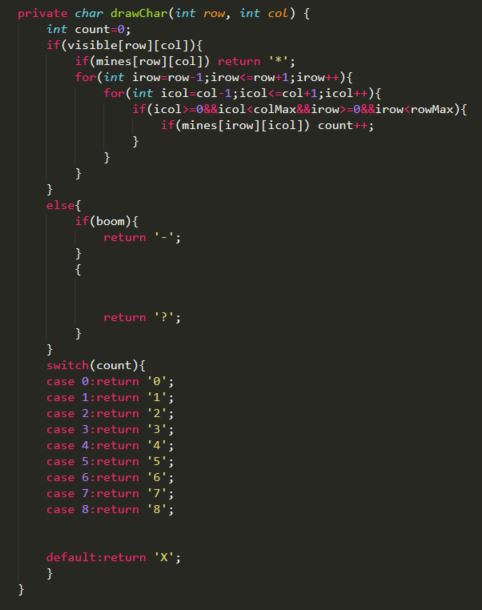 private char drawChar(int row, int col) {
    int count=0;
    if(visible[row][col]){
        if(mines[row][col]) return '*';
        for(int irow=row-1;irow<=row+1;irow++){
            for(int icol=col-1;icol<=col+1;icol++){
                if(icol>=0&&icol<colMax&&irow>=0&&irow<rowMax){
                    if(mines[irow][icol]) count++;
                }
            }
        }
    }
    else{
        if(boom){
            return '-';
        }
        {
            return '?';
        }
    }
    switch(count){
    case 0:return '0';
    case 1:return '1';
    case 2:return '2';
    case 3:return '3';
    case 4:return '4';
    case 5:return '5';
    case 6:return '6';
    case 7:return '7';
    case 8:return '8';
    default:return 'X';
    }
}